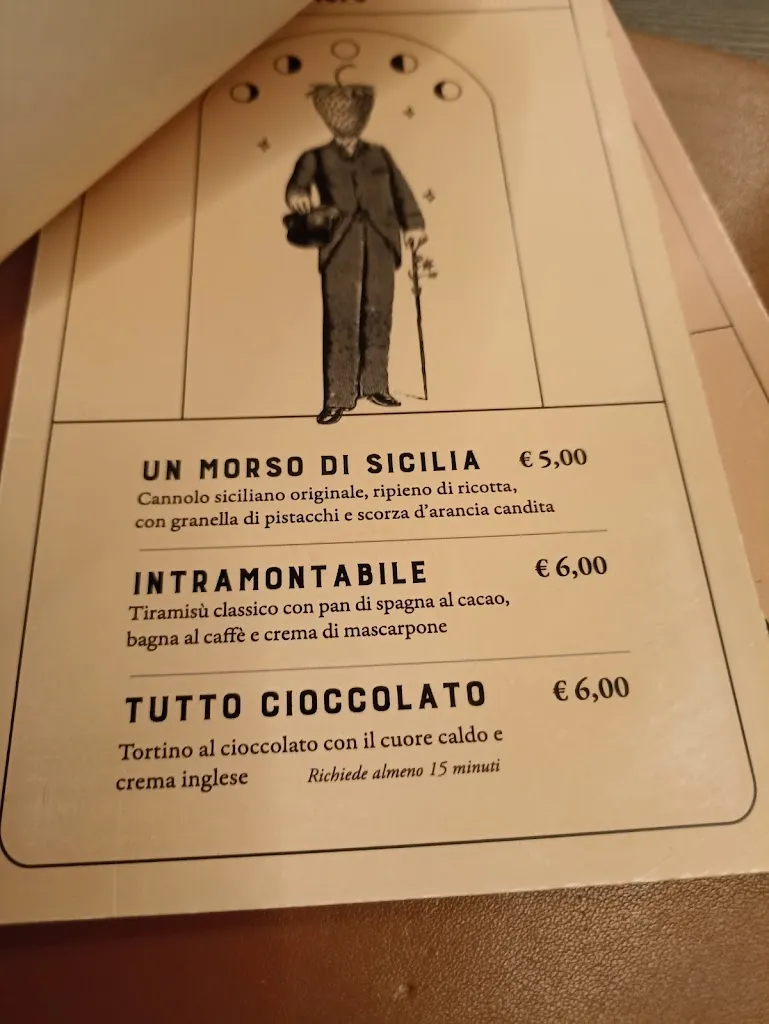 UN MORSO DI SICILIA € 5,00
Cannolo siciliano originale, ripieno di ricotta,
con granella di pistacchi e scorza d'arancia candita
INTRAMONTABILE € 6,00
Tiramisù classico con pan di spagna al cacao,
bagna al caffè e crema di mascarpone
TUTTO CIOCCOLATO € 6,00
Tortino al cioccolato con il cuore caldo e
crema inglese Richiede almeno 15 minuti